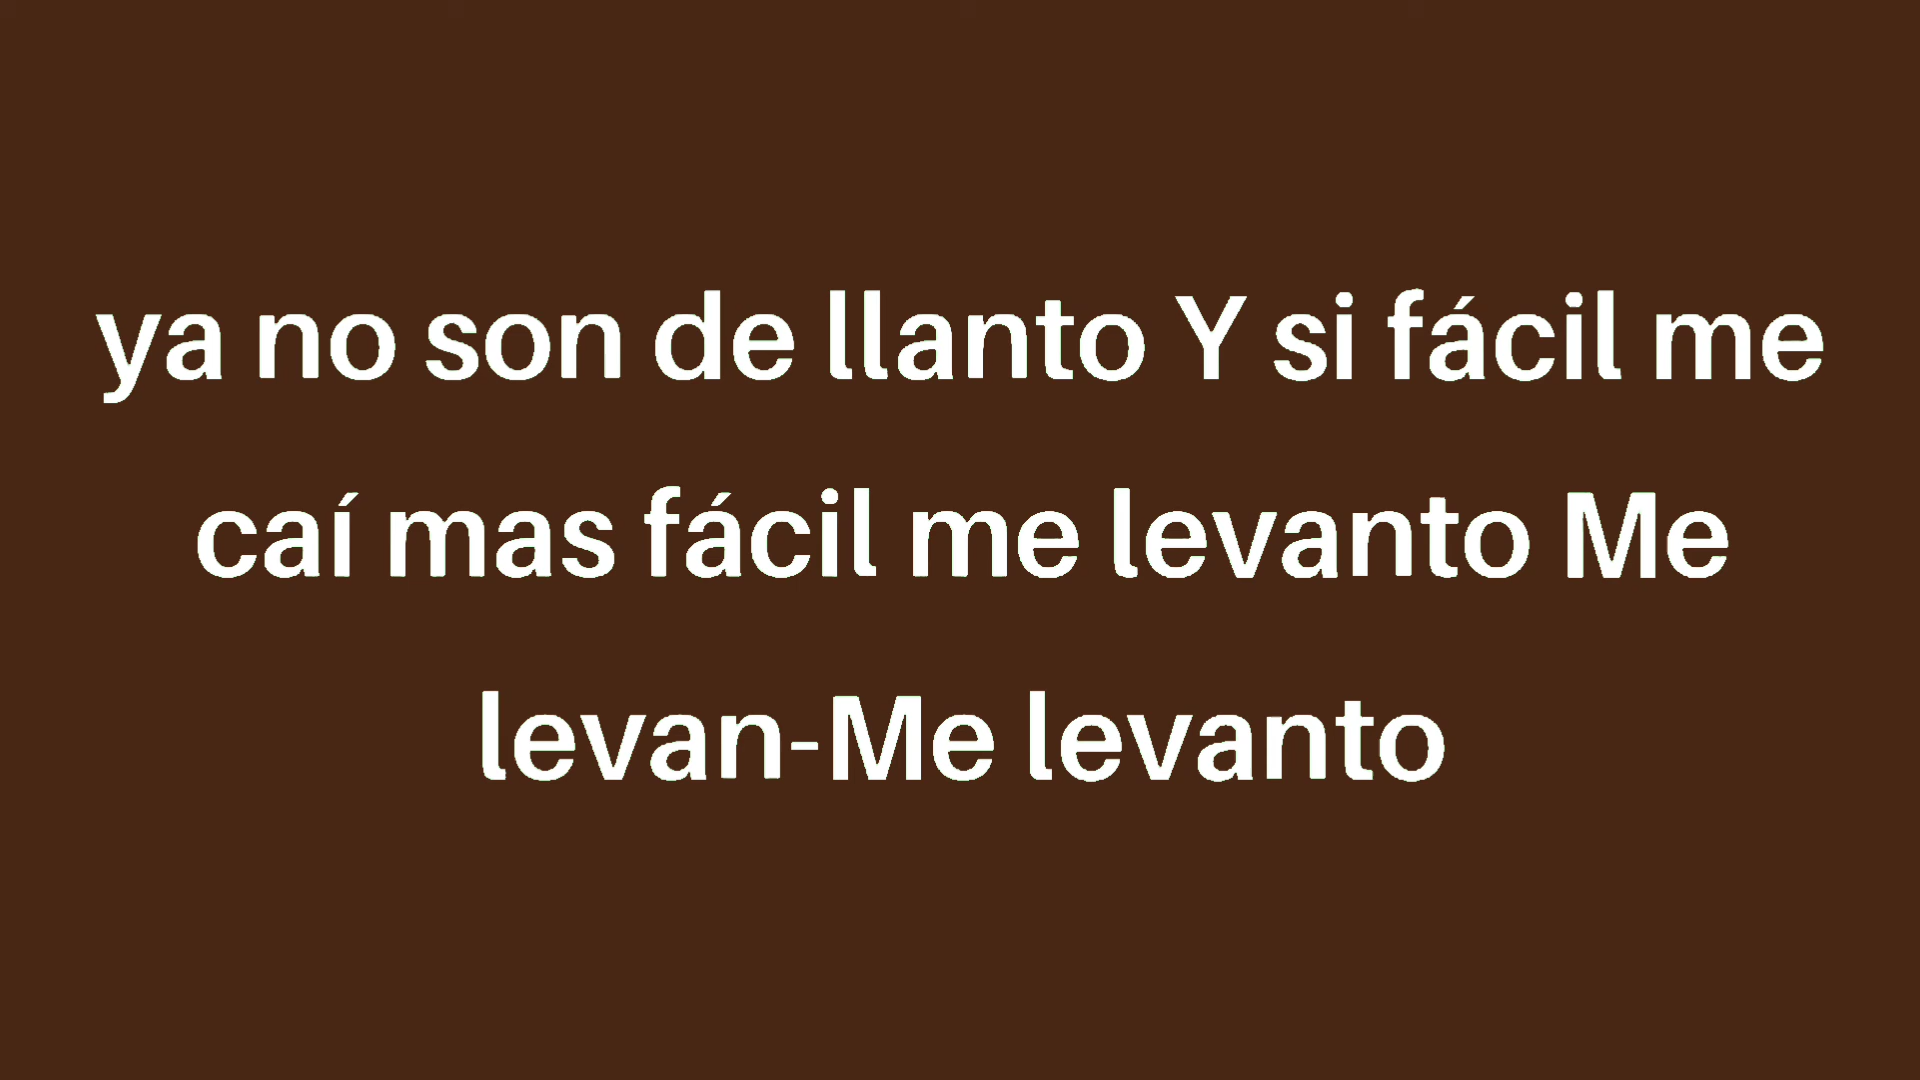 ya no son de llanto Y si fácil me
caí mas fácil me levanto Me
levan-Me levanto